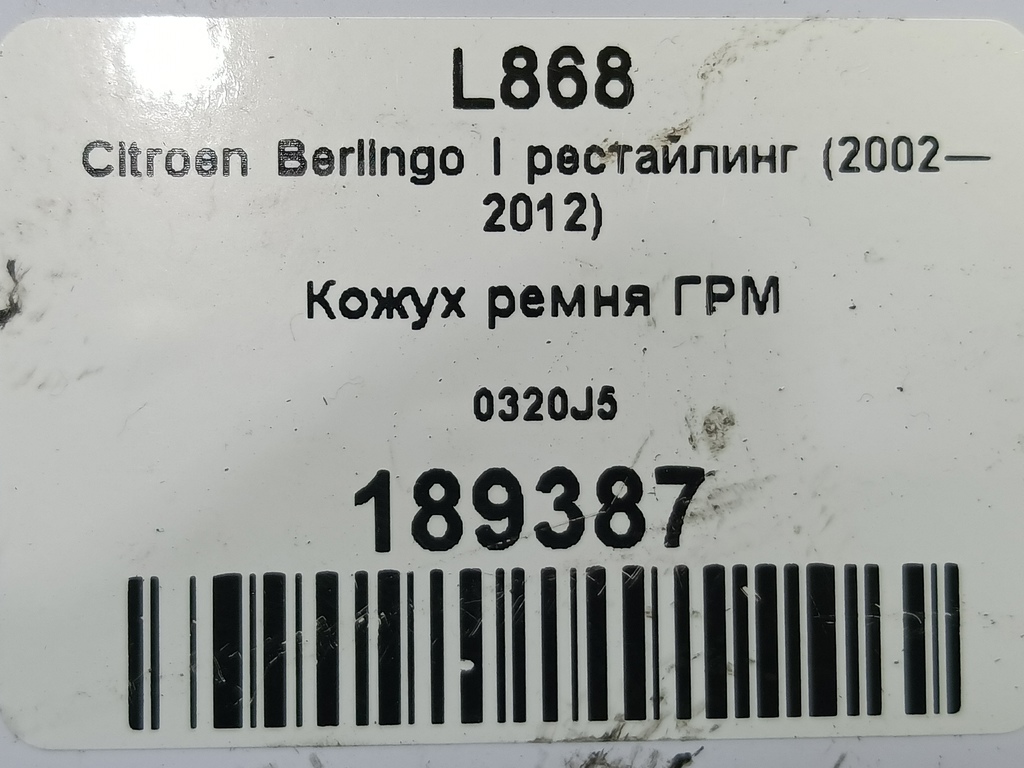 L868
Citroen Berlingo I рестайлинг (2002—
2012)
Кожух ремня ГРМ
0320J5
189387